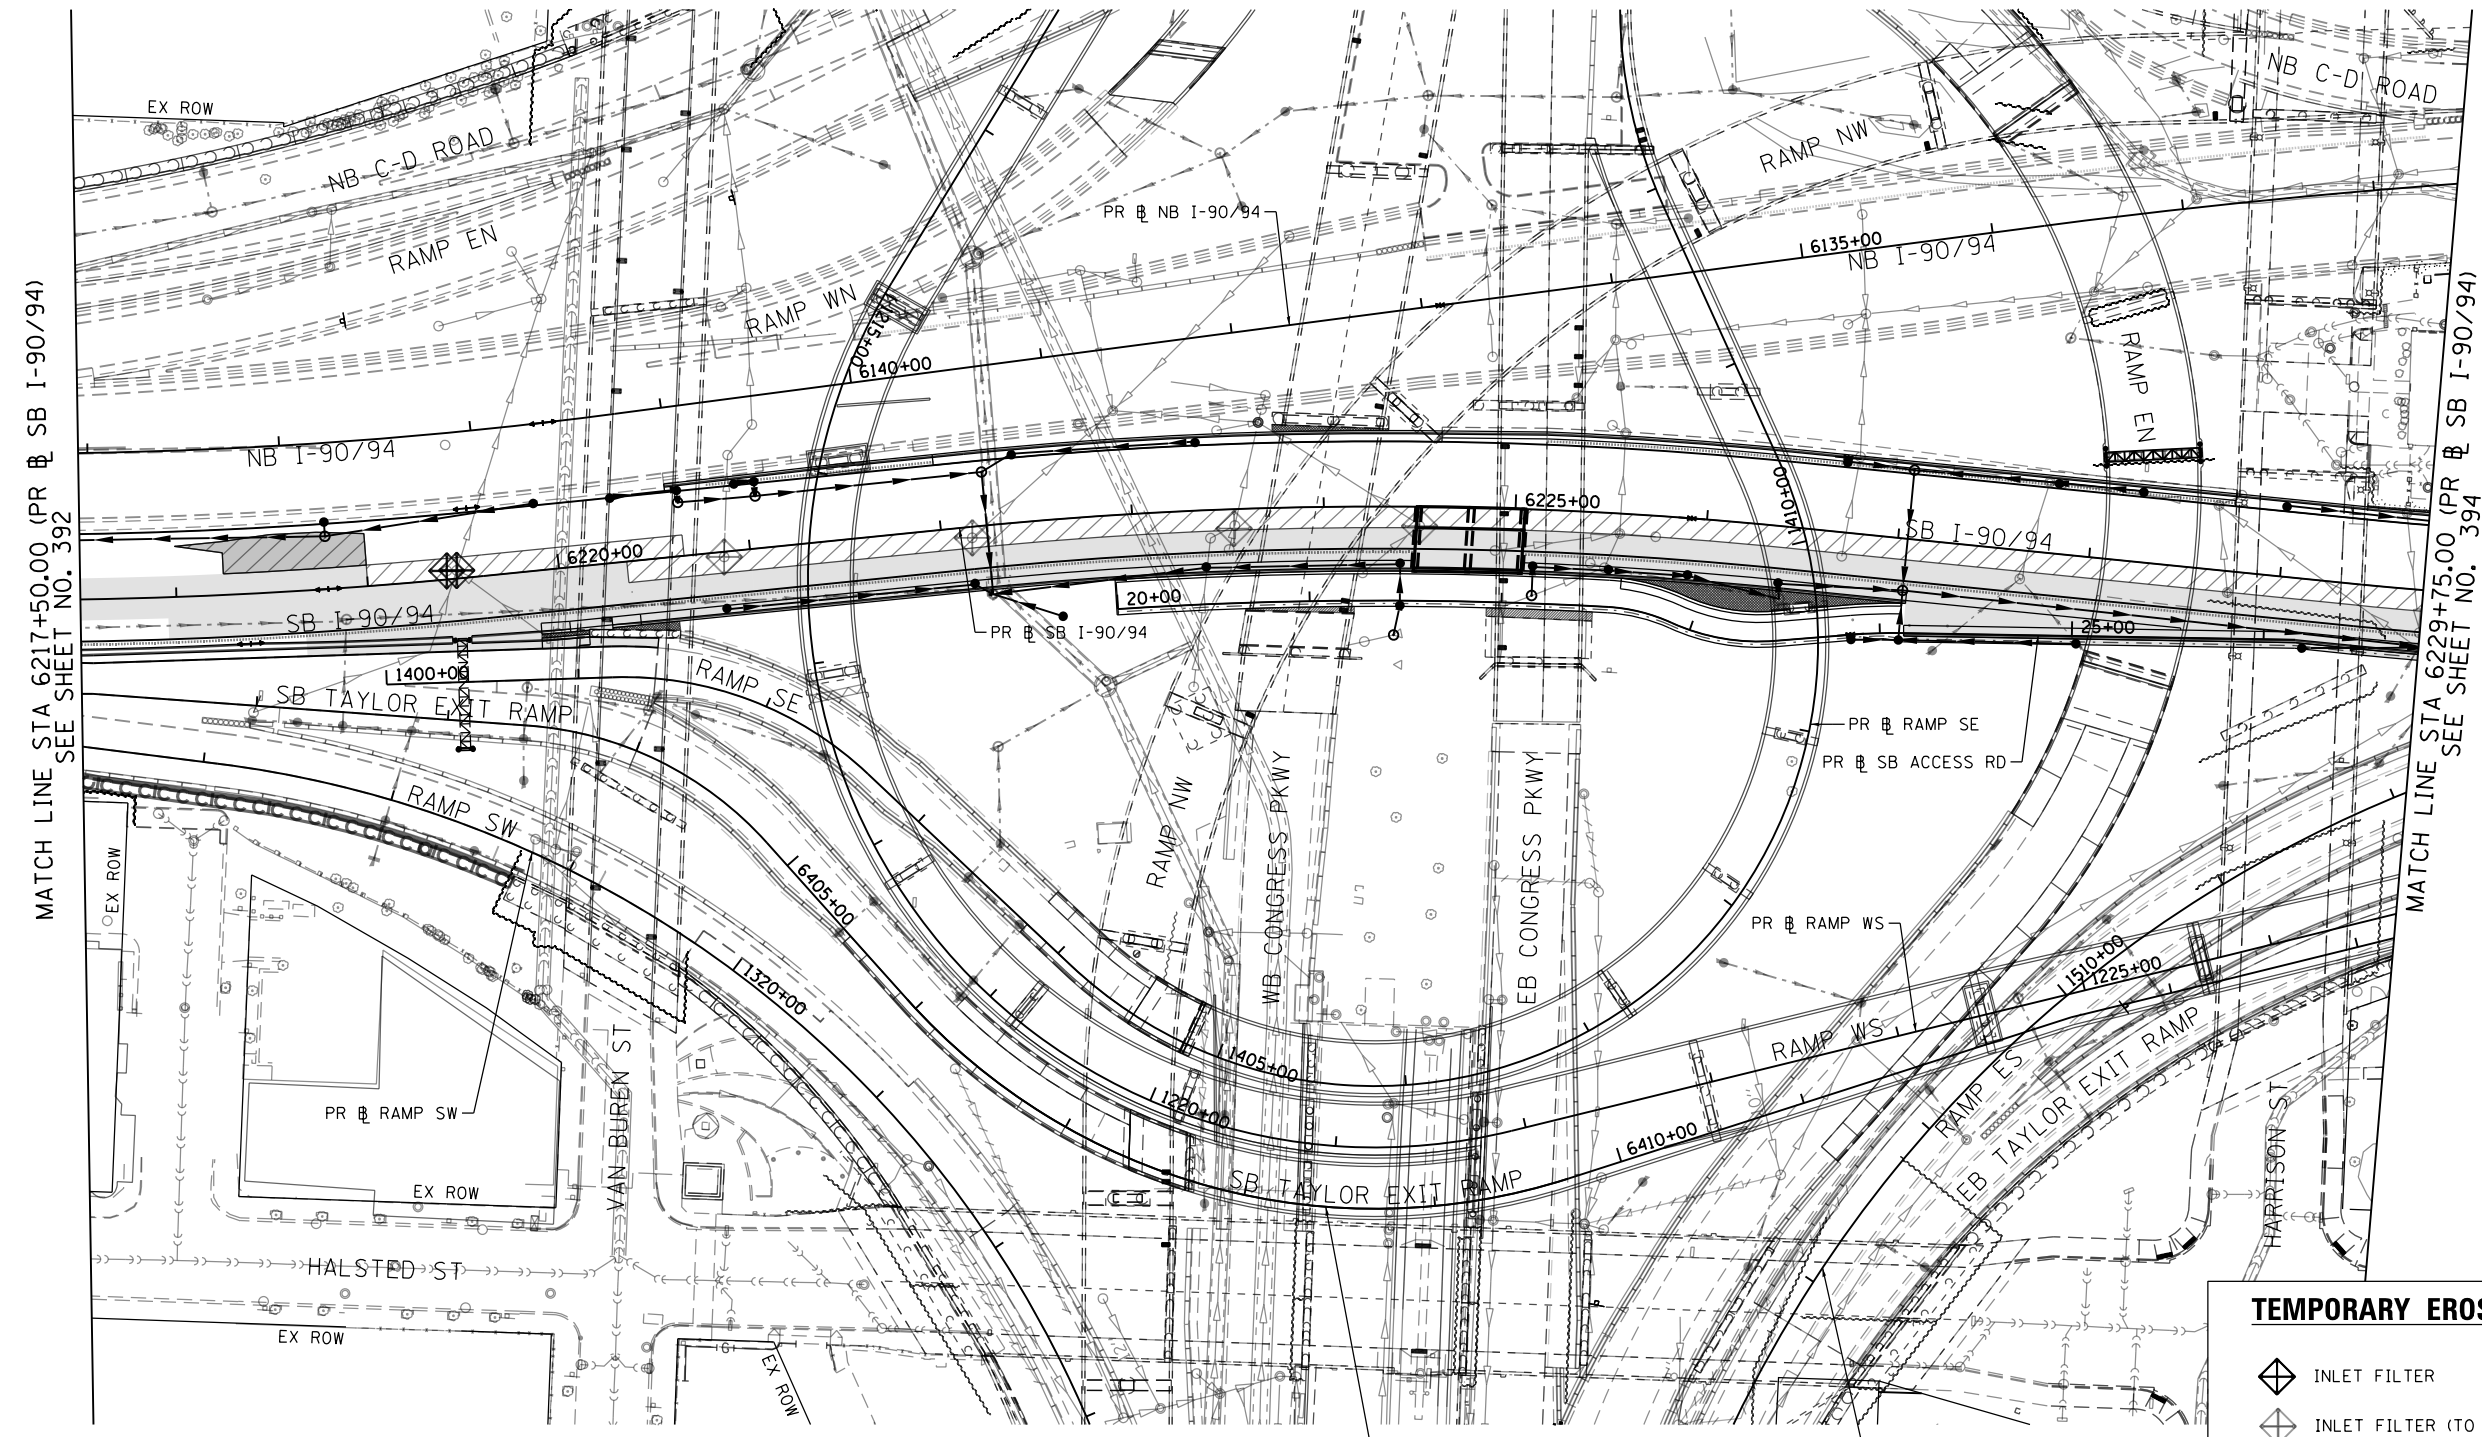 EX ROW
NB C-D ROAD
NB C-D ROAD
RAMP NW
RAMP EN
PR ℄ NB I-90/94
6135+00
NB I-90/94
RAMP WN
1215+00
6140+00
RAMP EN
MATCH LINE STA 6217+50.00 (PR ℄ SB I-90/94)
SEE SHEET NO. 392
NB I-90/94
6225+00
1410+00
SB I-90/94
MATCH LINE STA 6229+75.00 (PR ℄ SB I-90/94)
SEE SHEET NO. 394
6220+00
SB I-90/94
20+00
PR ℄ SB I-90/94
25+00
1400+00
RAMP SE
SB TAYLOR EXIT RAMP
PR ℄ RAMP SE
PR ℄ SB ACCESS RD
RAMP SW
RAMP NW
WB CONGRESS PKWY
EB CONGRESS PKWY
EX ROW
6405+00
PR ℄ RAMP WS
1510+00
1225+00
1320+00
RAMP WS
1405+00
RAMP ES
EB TAYLOR EXIT RAMP
PR ℄ RAMP SW
1220+00
6410+00
VAN BUREN ST
SB TAYLOR EXIT RAMP
HARRISON ST
EX ROW
HALSTED ST
EX ROW
EX ROW
TEMPORARY EROS
INLET FILTER
INLET FILTER (TO